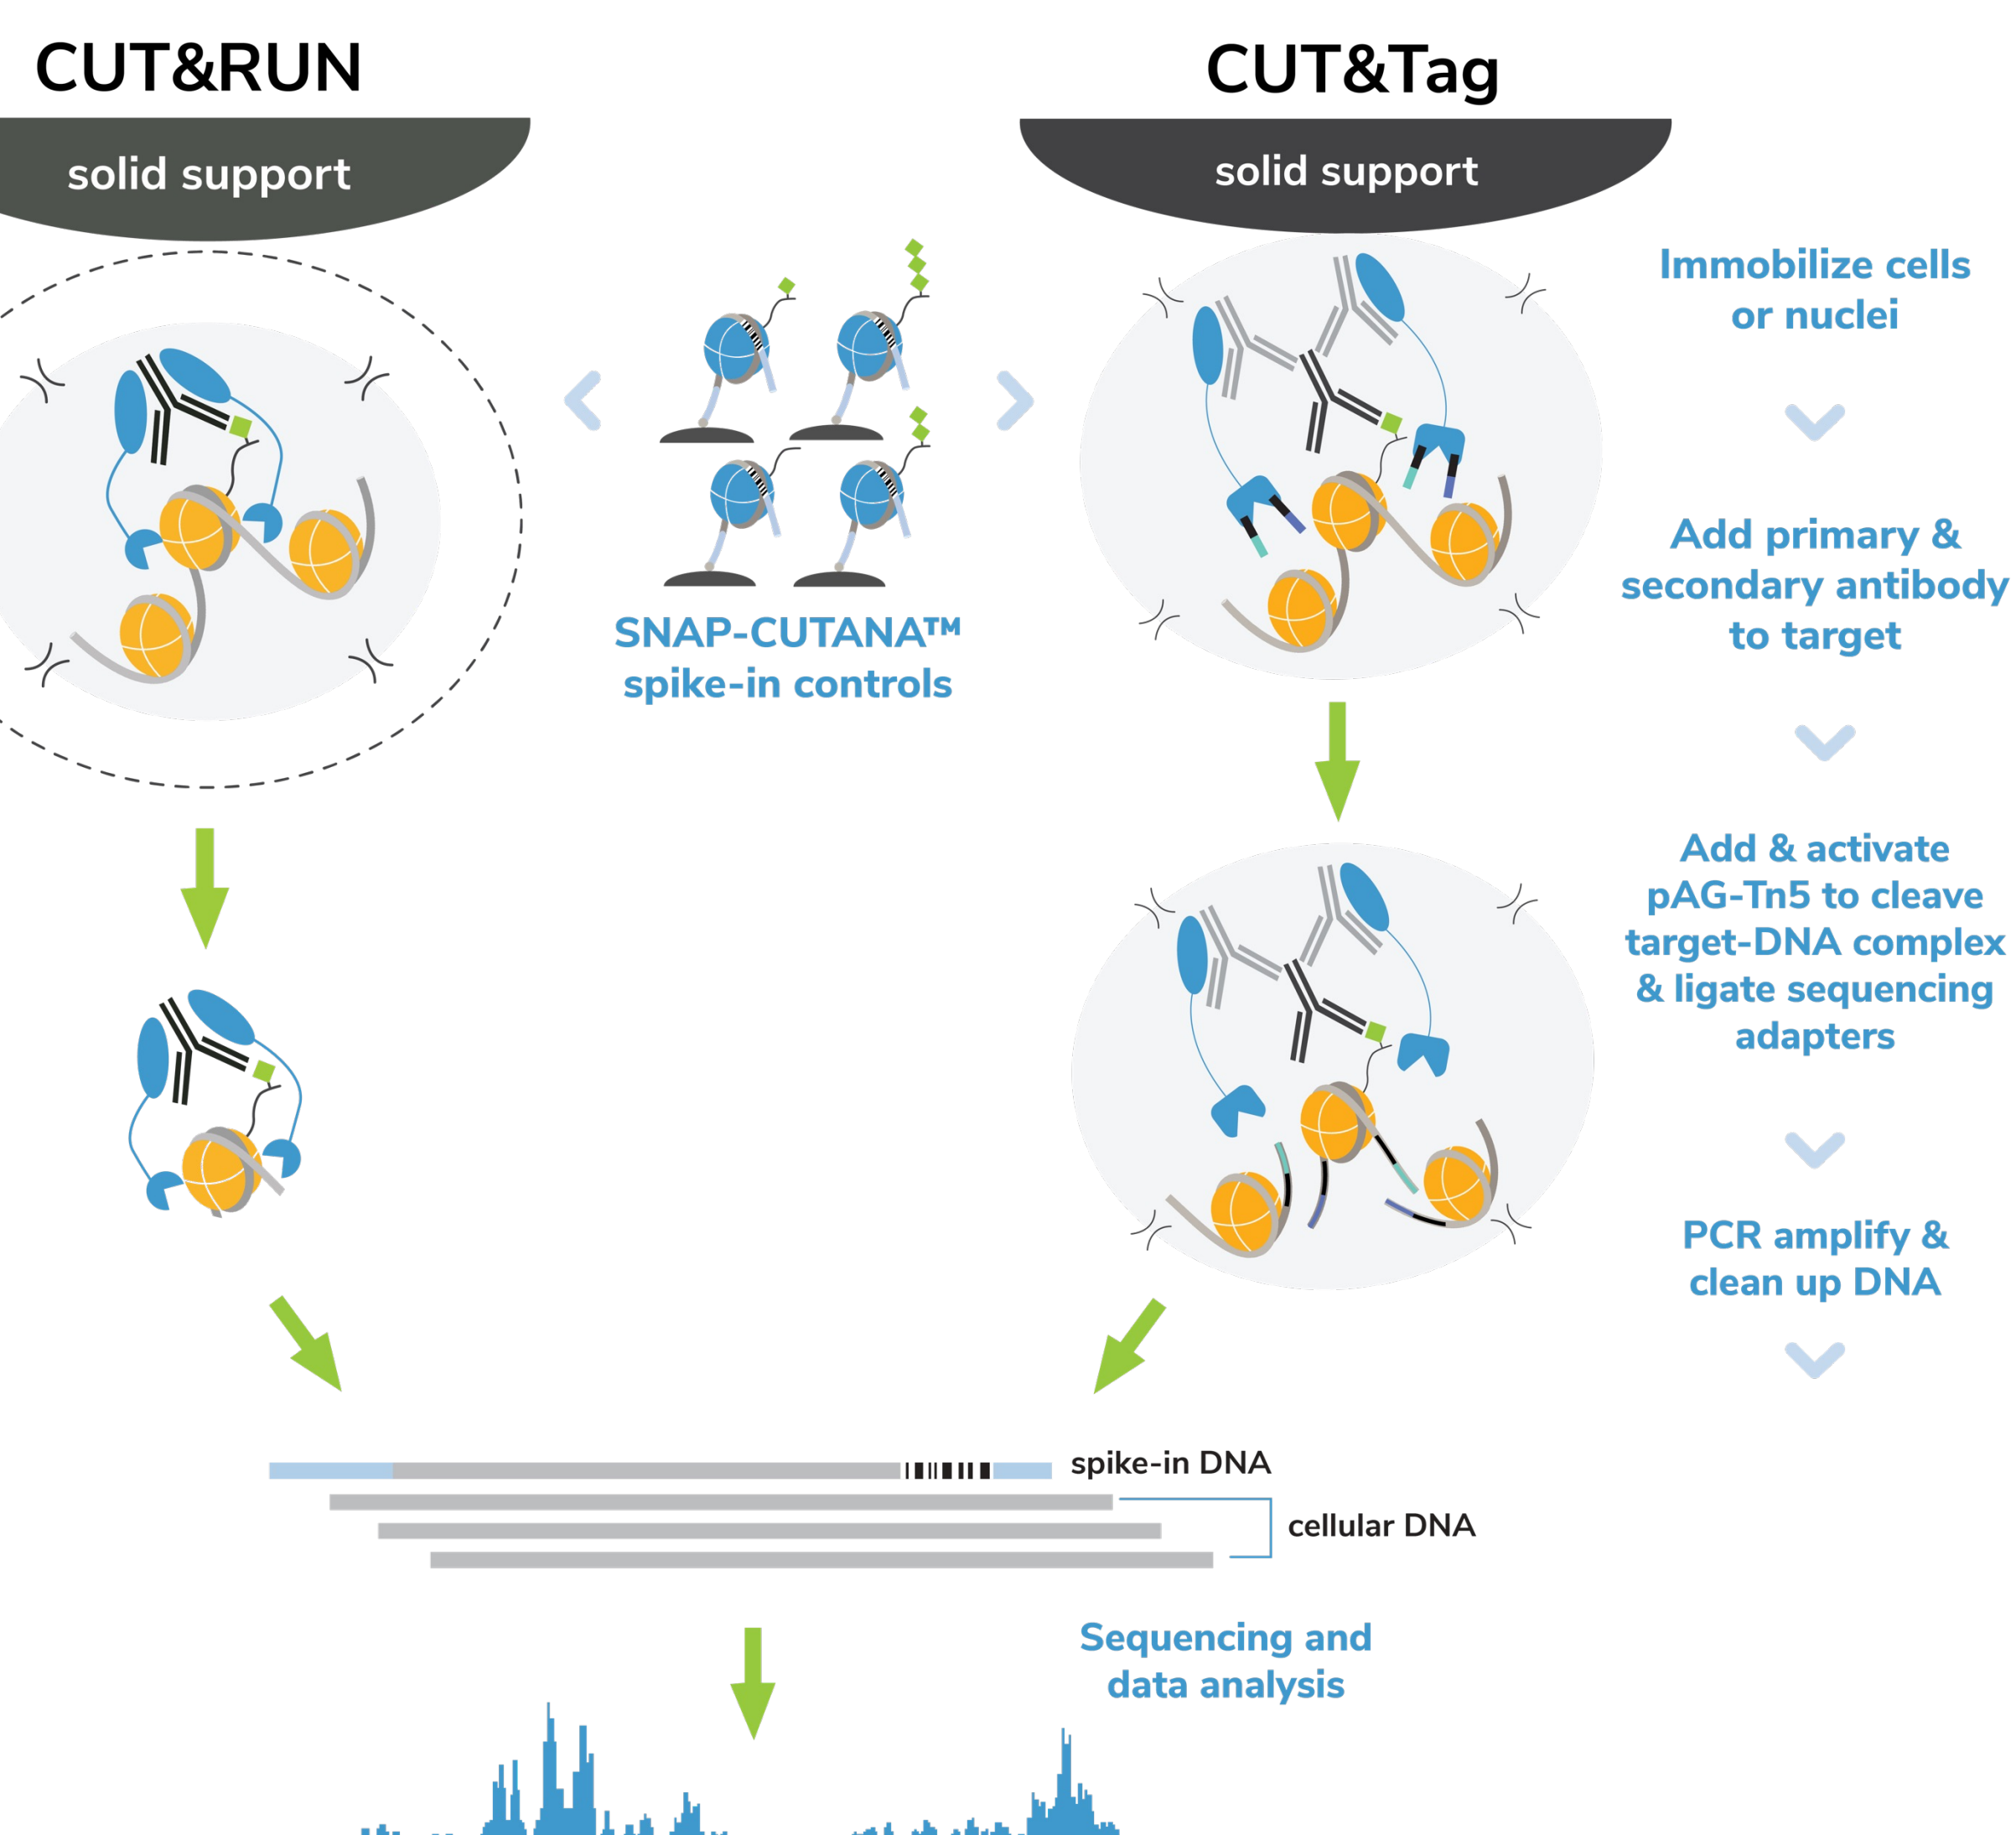 CUT&RUN
solid support
CUT&Tag
solid support
SNAP-CUTANA™
spike-in controls
Immobilize cells
or nuclei
Add primary &
secondary antibody
to target
Add & activate
pAG-Tn5 to cleave
target-DNA complex
& ligate sequencing
adapters
PCR amplify &
clean up DNA
spike-in DNA
cellular DNA
Sequencing and
data analysis